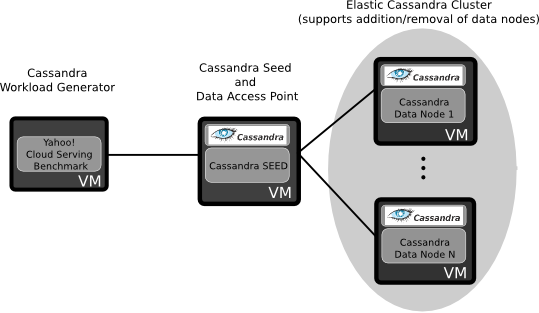 Elastic Cassandra Cluster
(supports addition/removal of data nodes)
Cassandra
Workload Generator
Cassandra Seed
and
Data Access Point
Yahoo!
Cloud Serving
Benchmark
VM
Cassandra
Cassandra SEED
VM
Cassandra
Cassandra
Data Node 1
VM
Cassandra
Cassandra
Data Node N
VM